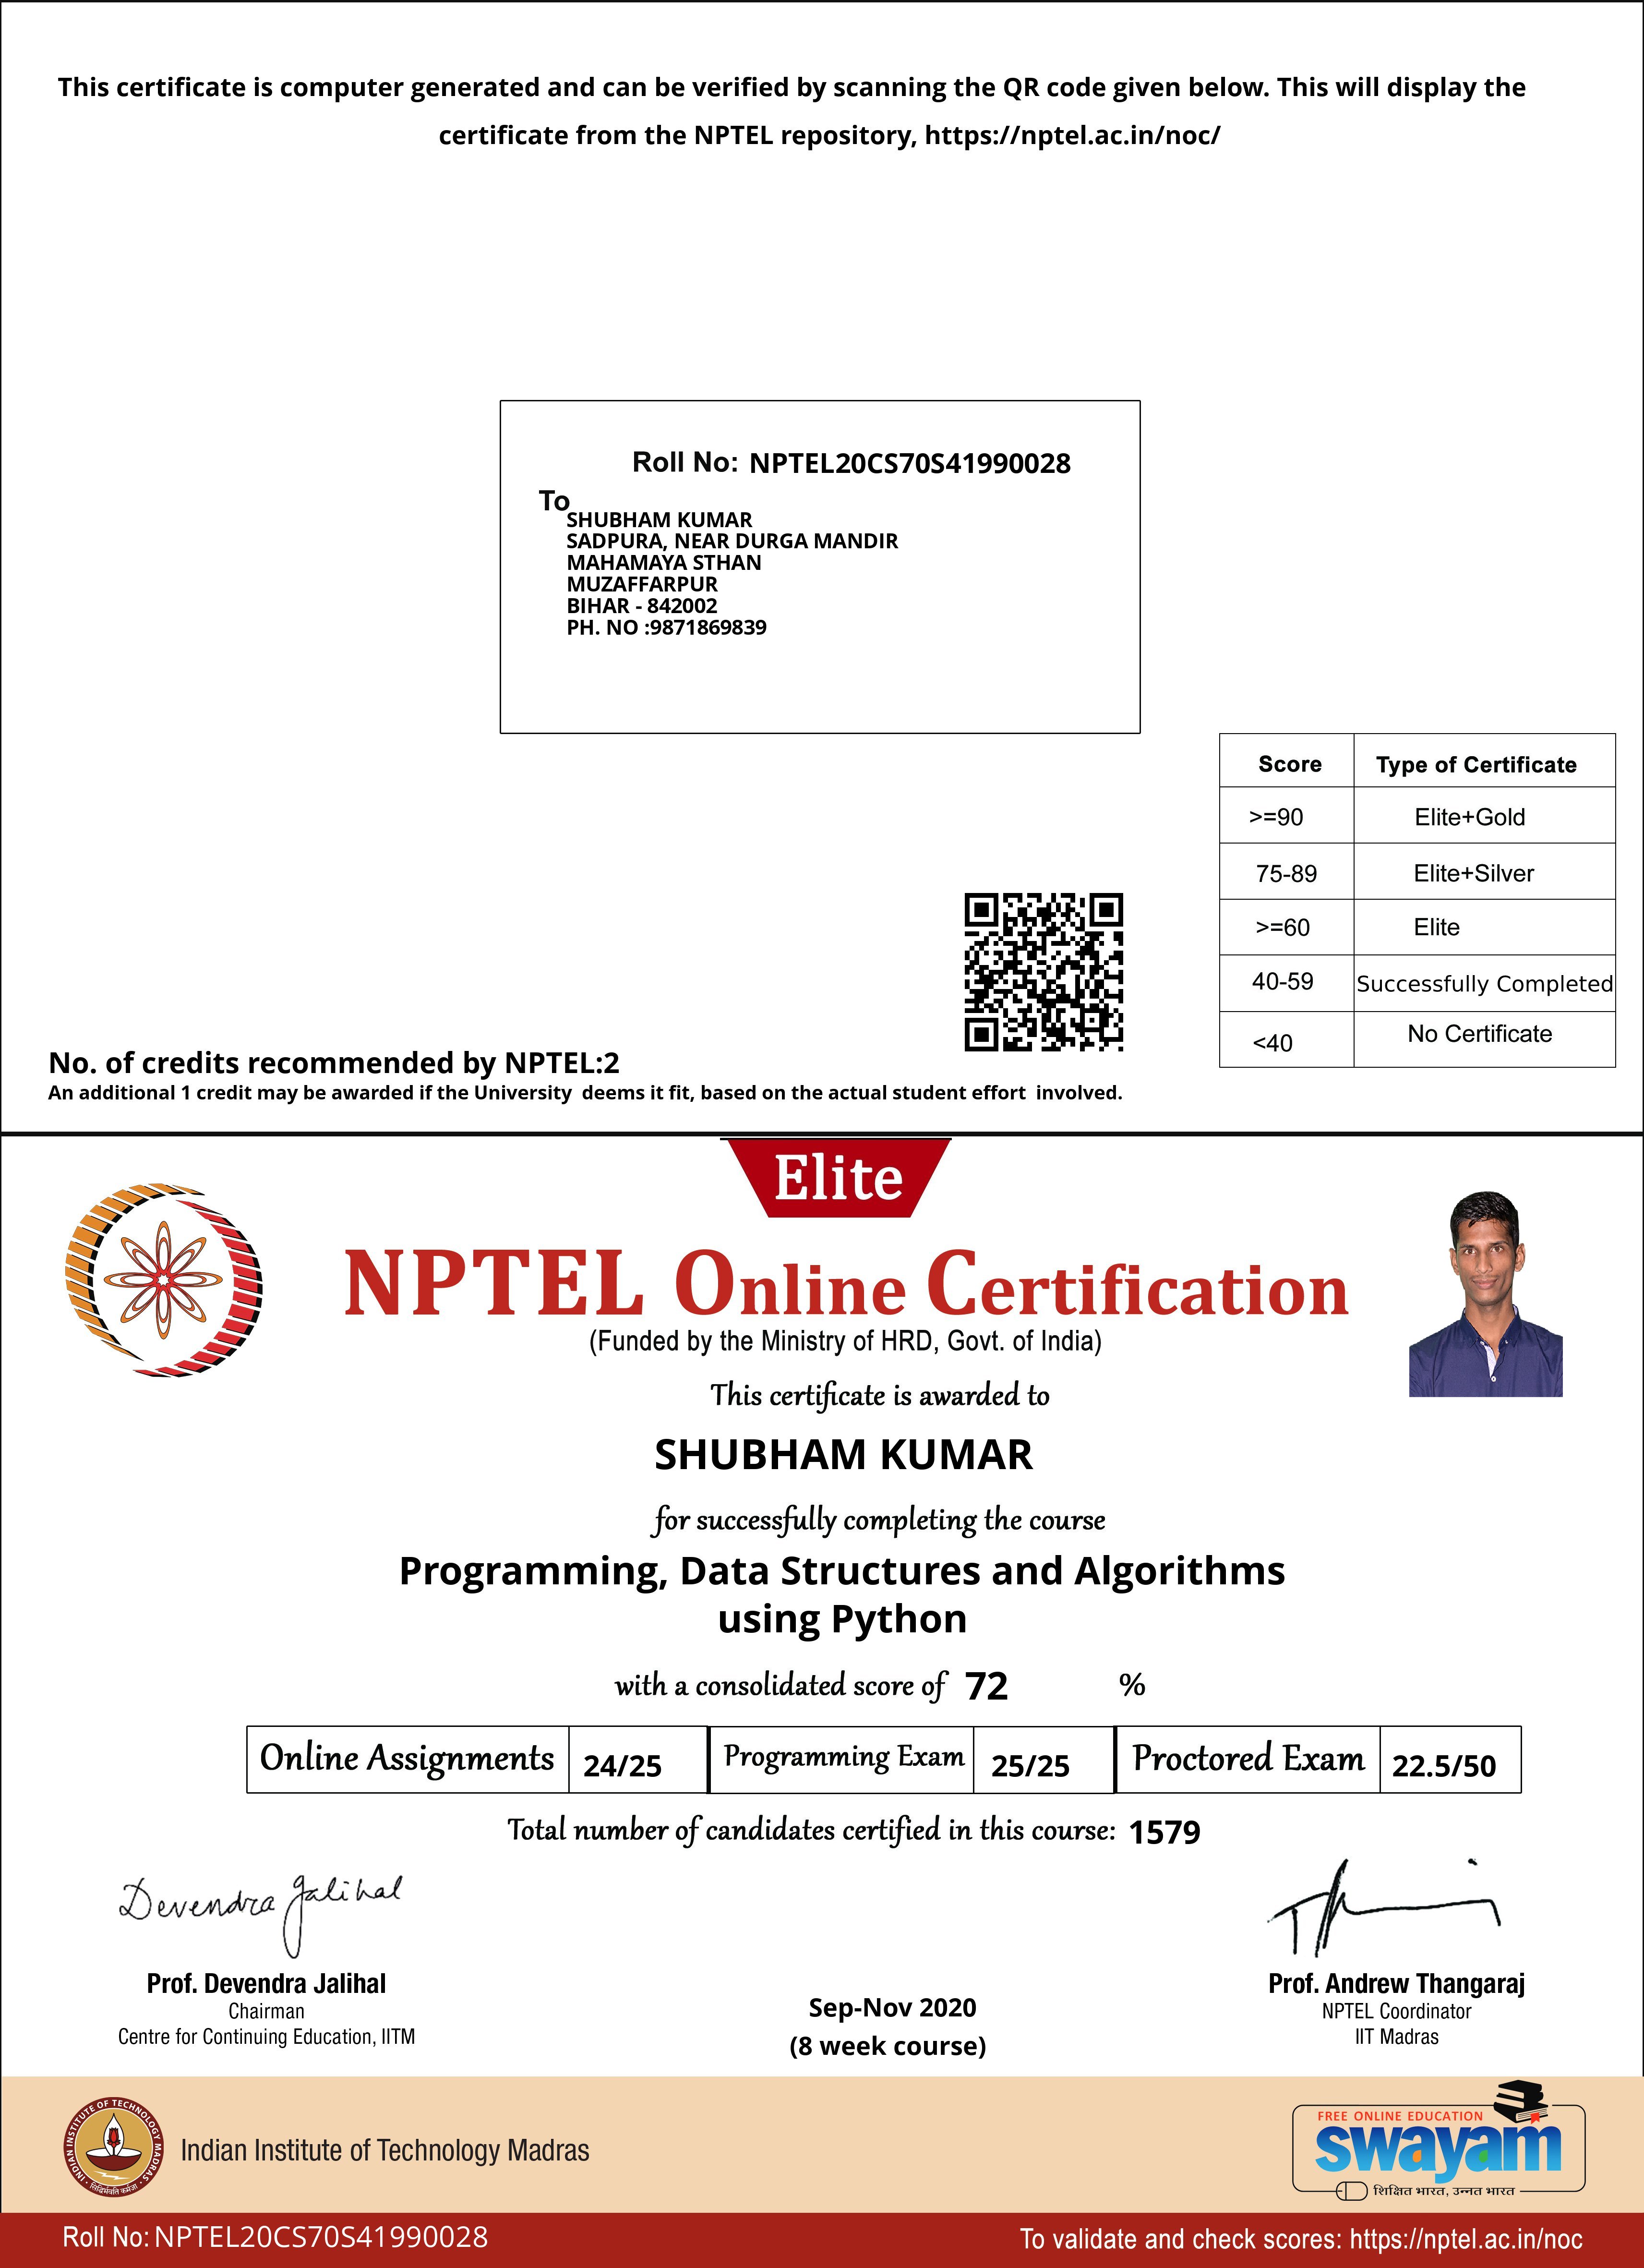 This certificate is computer generated and can be verified by scanning the QR code given below. This will display the
certificate from the NPTEL repository, https://nptel.ac.in/noc/
Roll No: NPTEL20CS70S41990028
To
SHUBHAM KUMAR
SADPURA, NEAR DURGA MANDIR
MAHAMAYA STHAN
MUZAFFARPUR
BIHAR - 842002
PH. NO :9871869839
Score Type of Certificate
>=90 Elite+Gold
75-89 Elite+Silver
>=60 Elite
40-59 Successfully Completed
<40 No Certificate
No. of credits recommended by NPTEL:2
An additional 1 credit may be awarded if the University deems it fit, based on the actual student effort involved.
Elite
NPTEL Online Certification
(Funded by the Ministry of HRD, Govt. of India)
This certificate is awarded to
SHUBHAM KUMAR
for successfully completing the course
Programming, Data Structures and Algorithms
using Python
with a consolidated score of 72 %
Online Assignments 24/25 Programming Exam 25/25 Proctored Exam 22.5/50
Total number of candidates certified in this course: 1579
Devendra Jalihal
Prof. Devendra Jalihal
Chairman
Centre for Continuing Education, IITM
Sep-Nov 2020
(8 week course)
Prof. Andrew Thangaraj
NPTEL Coordinator
IIT Madras
INDIAN INSTITUTE OF TECHNOLOGY MADRAS
सिद्धिर्भवति कर्मजा
Indian Institute of Technology Madras
FREE ONLINE EDUCATION
swayam
शिक्षित भारत, उन्नत भारत
Roll No: NPTEL20CS70S41990028
To validate and check scores: https://nptel.ac.in/noc